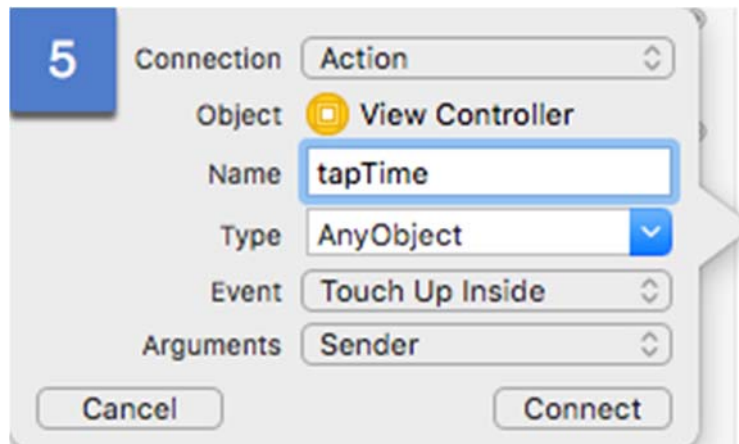 5
Connection Action
Object View Controller
Name tapTime
Type AnyObject
Event Touch Up Inside
Arguments Sender
Cancel Connect